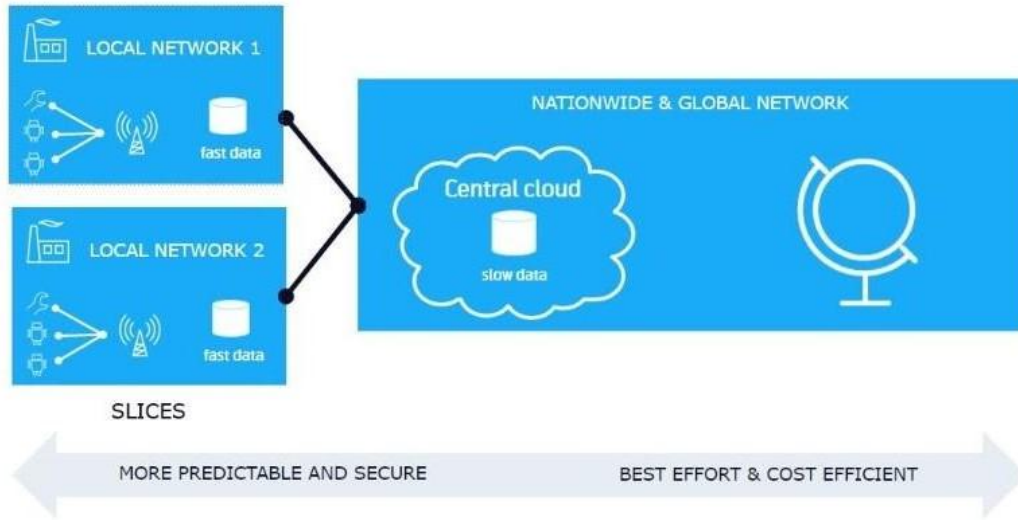 LOCAL NETWORK 1
fast data
LOCAL NETWORK 2
fast data
NATIONWIDE & GLOBAL NETWORK
Central cloud
slow data
SLICES
MORE PREDICTABLE AND SECURE
BEST EFFORT & COST EFFICIENT